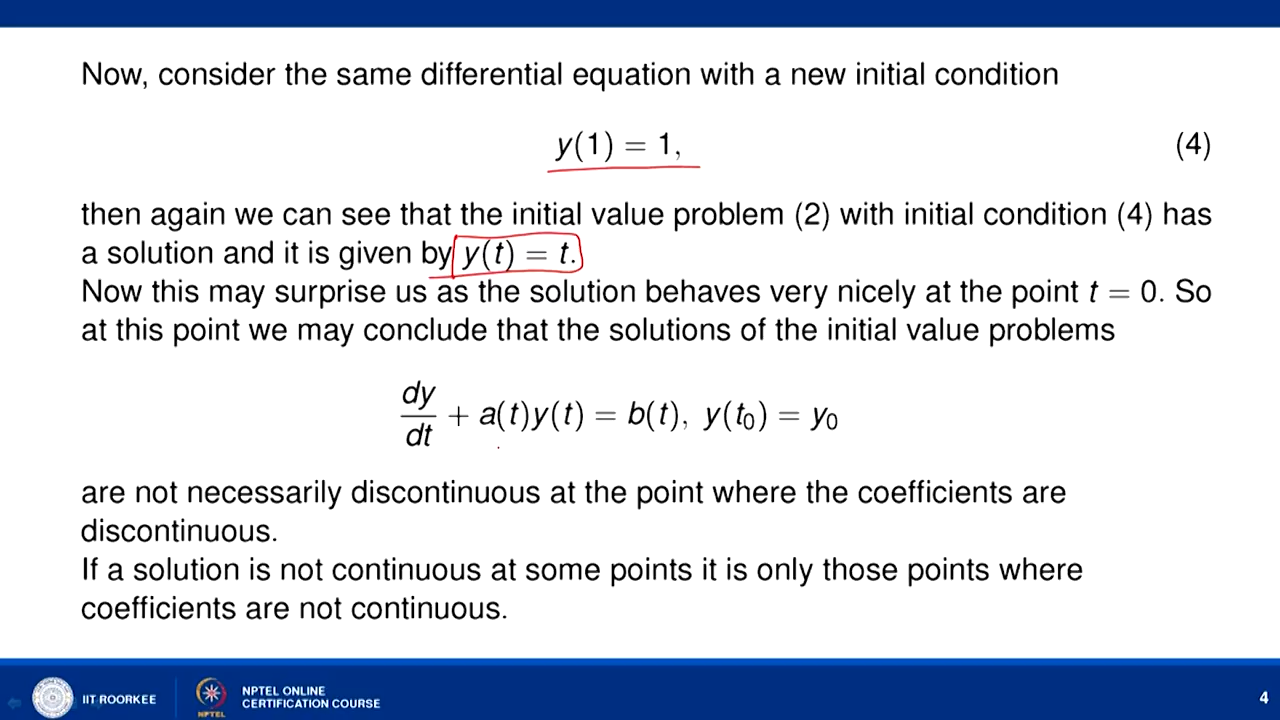 Now, consider the same differential equation with a new initial condition
y(1) = 1, (4)
then again we can see that the initial value problem (2) with initial condition (4) has
a solution and it is given by y(t) = t.
Now this may surprise us as the solution behaves very nicely at the point t = 0. So
at this point we may conclude that the solutions of the initial value problems
dy/dt + a(t)y(t) = b(t), y(t₀) = y₀
are not necessarily discontinuous at the point where the coefficients are
discontinuous.
If a solution is not continuous at some points it is only those points where
coefficients are not continuous.
IIT ROORKEE
NPTEL
NPTEL ONLINE
CERTIFICATION COURSE
4